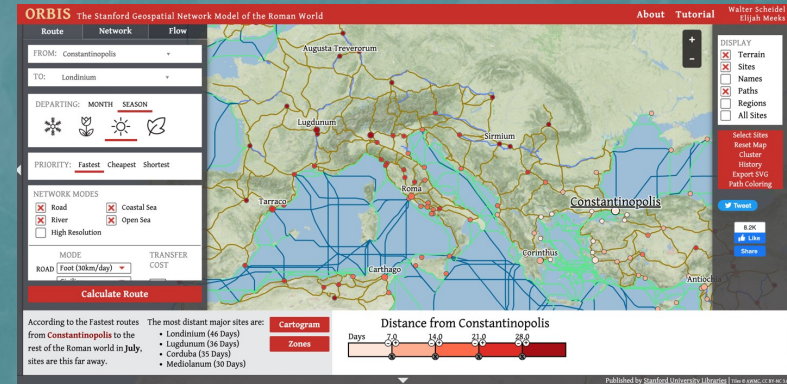 ORBIS The Stanford Geospatial Network Model of the Roman World
About Tutorial
Walter Scheidel
Elijah Meeks
Route Network Flow
FROM: Constantinopolis
TO: Londinium
DEPARTING: MONTH SEASON
PRIORITY: Fastest Cheapest Shortest
NETWORK MODES
Road
Coastal Sea
River
Open Sea
High Resolution
MODE
TRANSFER
COST
ROAD Foot (30km/day)
Calculate Route
Augusta Treverorum
Lugdunum
Sirmium
Roma
Tarraco
Constantinopolis
Corinthus
Carthago
+
-
DISPLAY
Terrain
Sites
Names
Paths
Regions
All Sites
Select Sites
Reset Map
Cluster
History
Export SVG
Path Coloring
Tweet
8.2K
Like
Share
According to the Fastest routes
from Constantinopolis to the
rest of the Roman world in July,
sites are this far away.
The most distant major sites are:
• Londinium (46 Days)
• Lugdunum (36 Days)
• Corduba (35 Days)
• Mediolanum (30 Days)
Cartogram
Zones
Distance from Constantinopolis
Days 7.0 14.0 21.0 28.0
Published by Stanford University Libraries